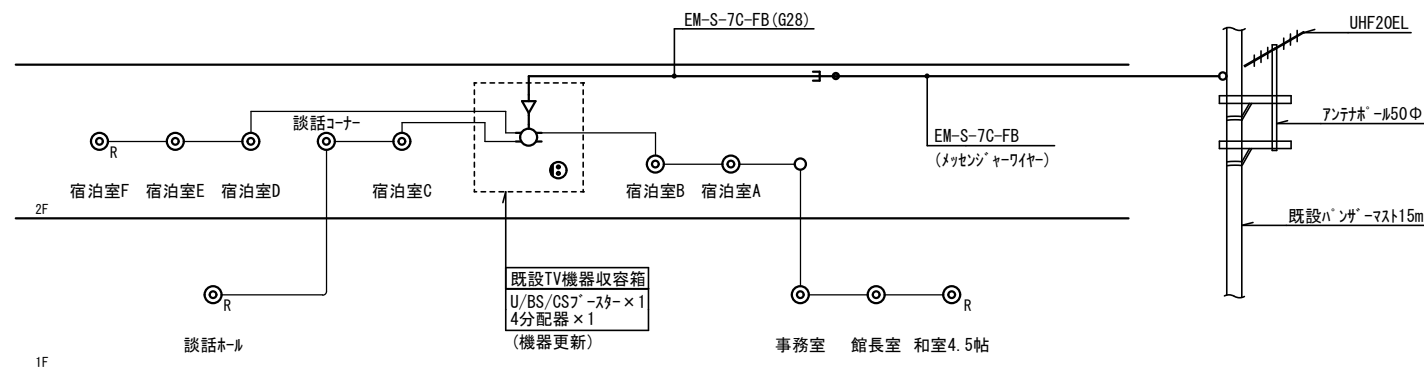 EM-S-7C-FB(G28)
UHF20EL
談話ｺｰﾅｰ
EM-S-7C-FB
(ﾒｯｾﾝｼﾞｬｰﾜｲﾔｰ)
ｱﾝﾃﾅﾎﾟｰﾙ50Φ
R
宿泊室F 宿泊室E 宿泊室D 宿泊室C 宿泊室B 宿泊室A
2F
既設ﾊﾟﾝｻﾞｰﾏｽﾄ15m
既設TV機器収容箱
U/BS/CSﾌﾞｰｽﾀｰ×1
4分配器×1
(機器更新)
R
R
談話ﾎｰﾙ
事務室 館長室 和室4.5帖
1F